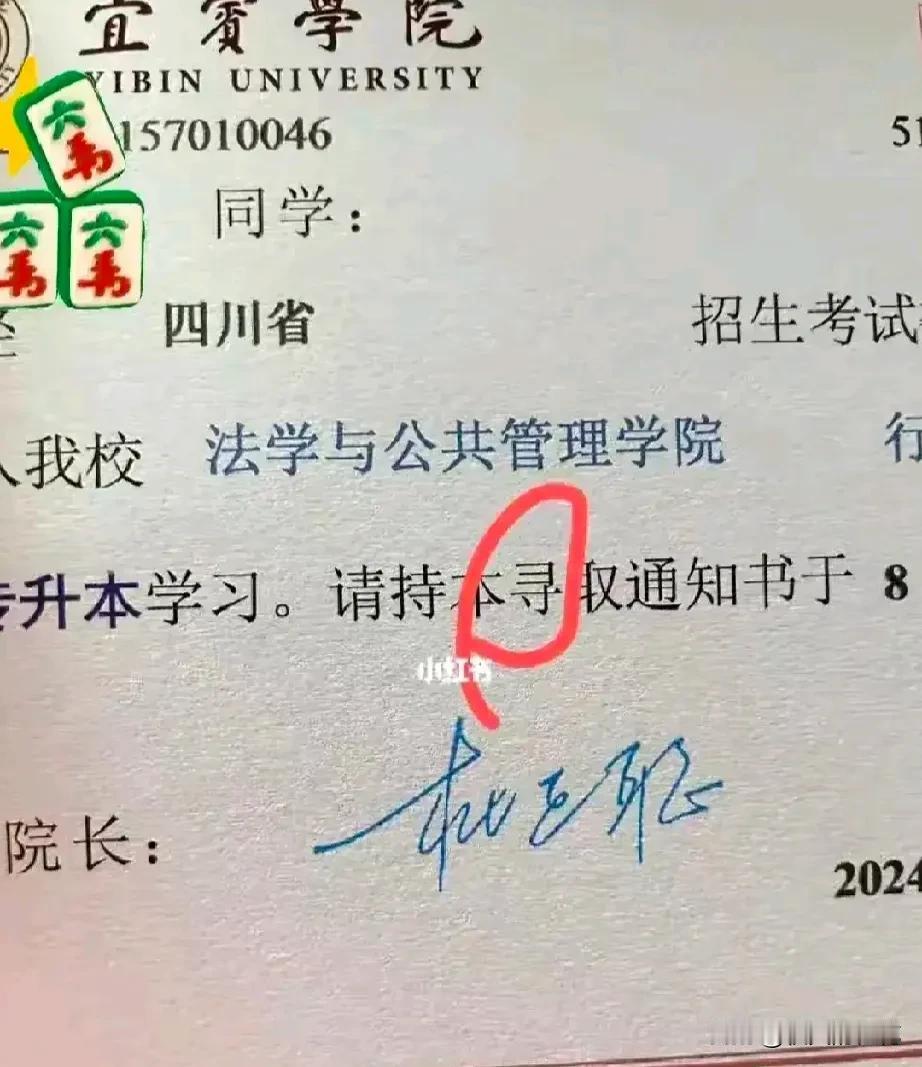 宜賓學院
YIBIN UNIVERSITY
157010046 51
六萬
六萬 六萬
同学：
四川省 招生考试
我校 法学与公共管理学院 行
专升本学习。请持本寻取通知书于 8
小红书
院长：
2024